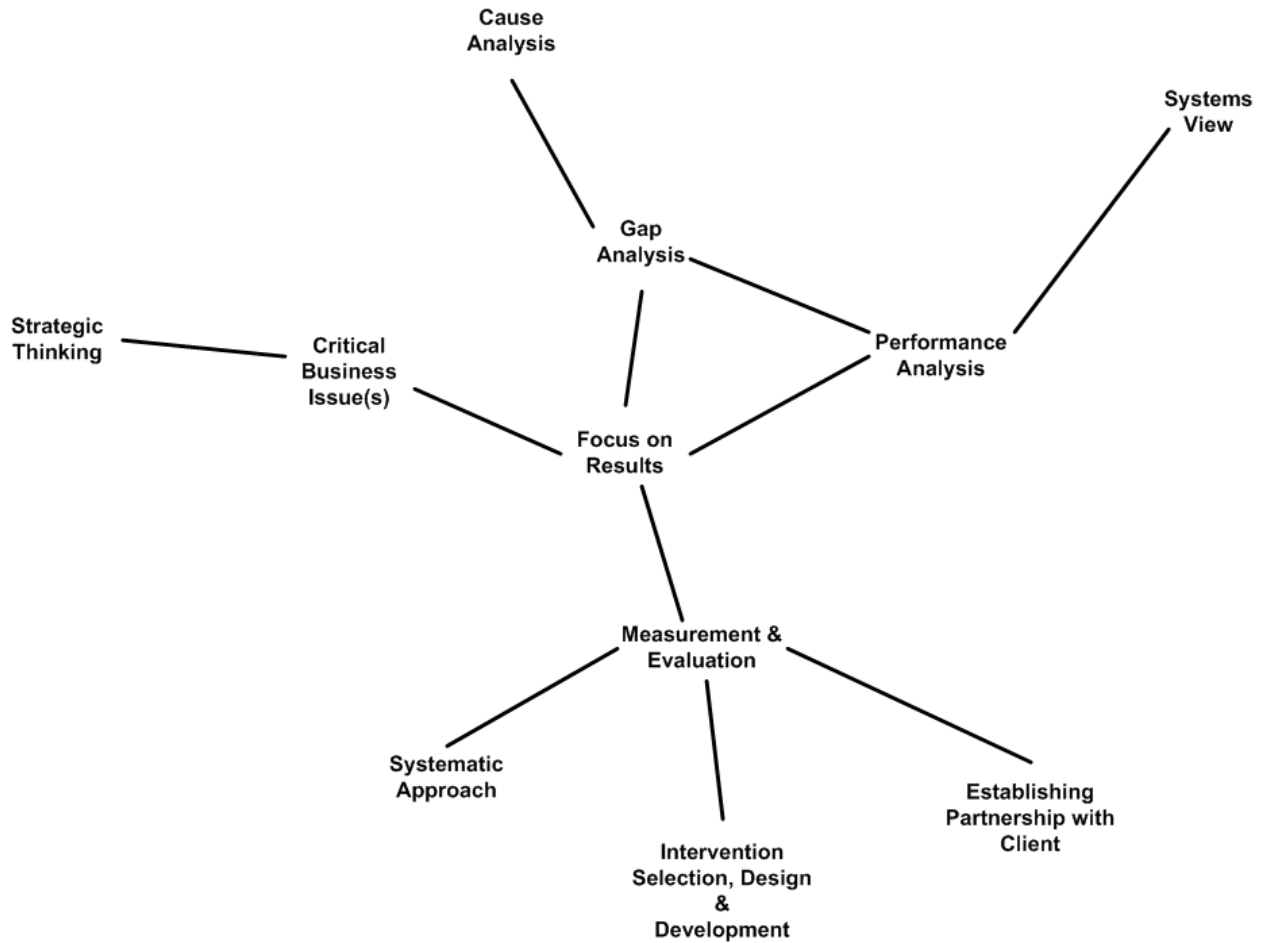 Cause
Analysis
Systems
View
Gap
Analysis
Strategic
Thinking
Critical
Business
Issue(s)
Performance
Analysis
Focus on
Results
Measurement &
Evaluation
Systematic
Approach
Establishing
Partnership with
Client
Intervention
Selection, Design
&
Development